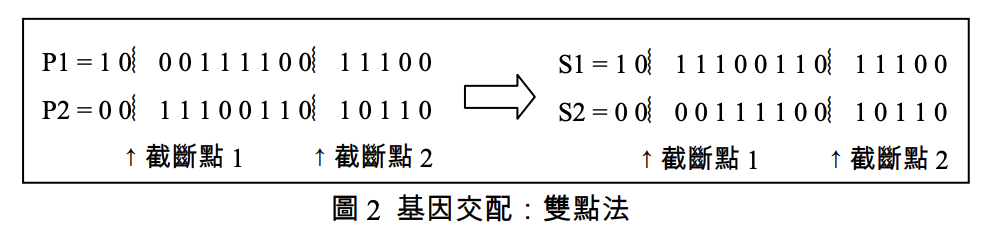 P1 = 1 0 0 0 1 1 1 1 0 0 1 1 1 0 0
P2 = 0 0 1 1 1 0 0 1 1 0 1 0 1 1 0
↑ 截斷點 1 ↑ 截斷點 2
S1 = 1 0 1 1 1 0 0 1 1 0 1 1 1 0 0
S2 = 0 0 0 0 1 1 1 1 0 0 1 0 1 1 0
↑ 截斷點 1 ↑ 截斷點 2
圖 2 基因交配：雙點法